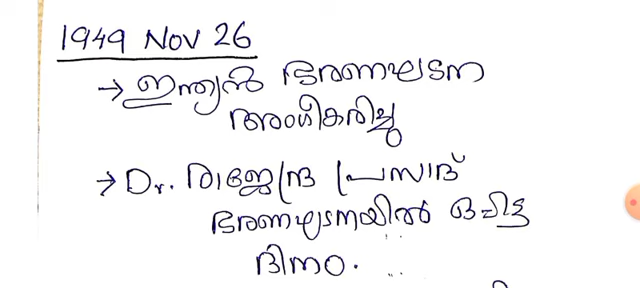 1949 Nov 26
→ ഇന്ത്യൻ ഭരണഘടന
അംഗീകരിച്ചു
→ Dr. രാജേന്ദ്ര പ്രസാദ്
ഭരണഘടനയിൽ ഒപ്പിട്ട
ദിനം.